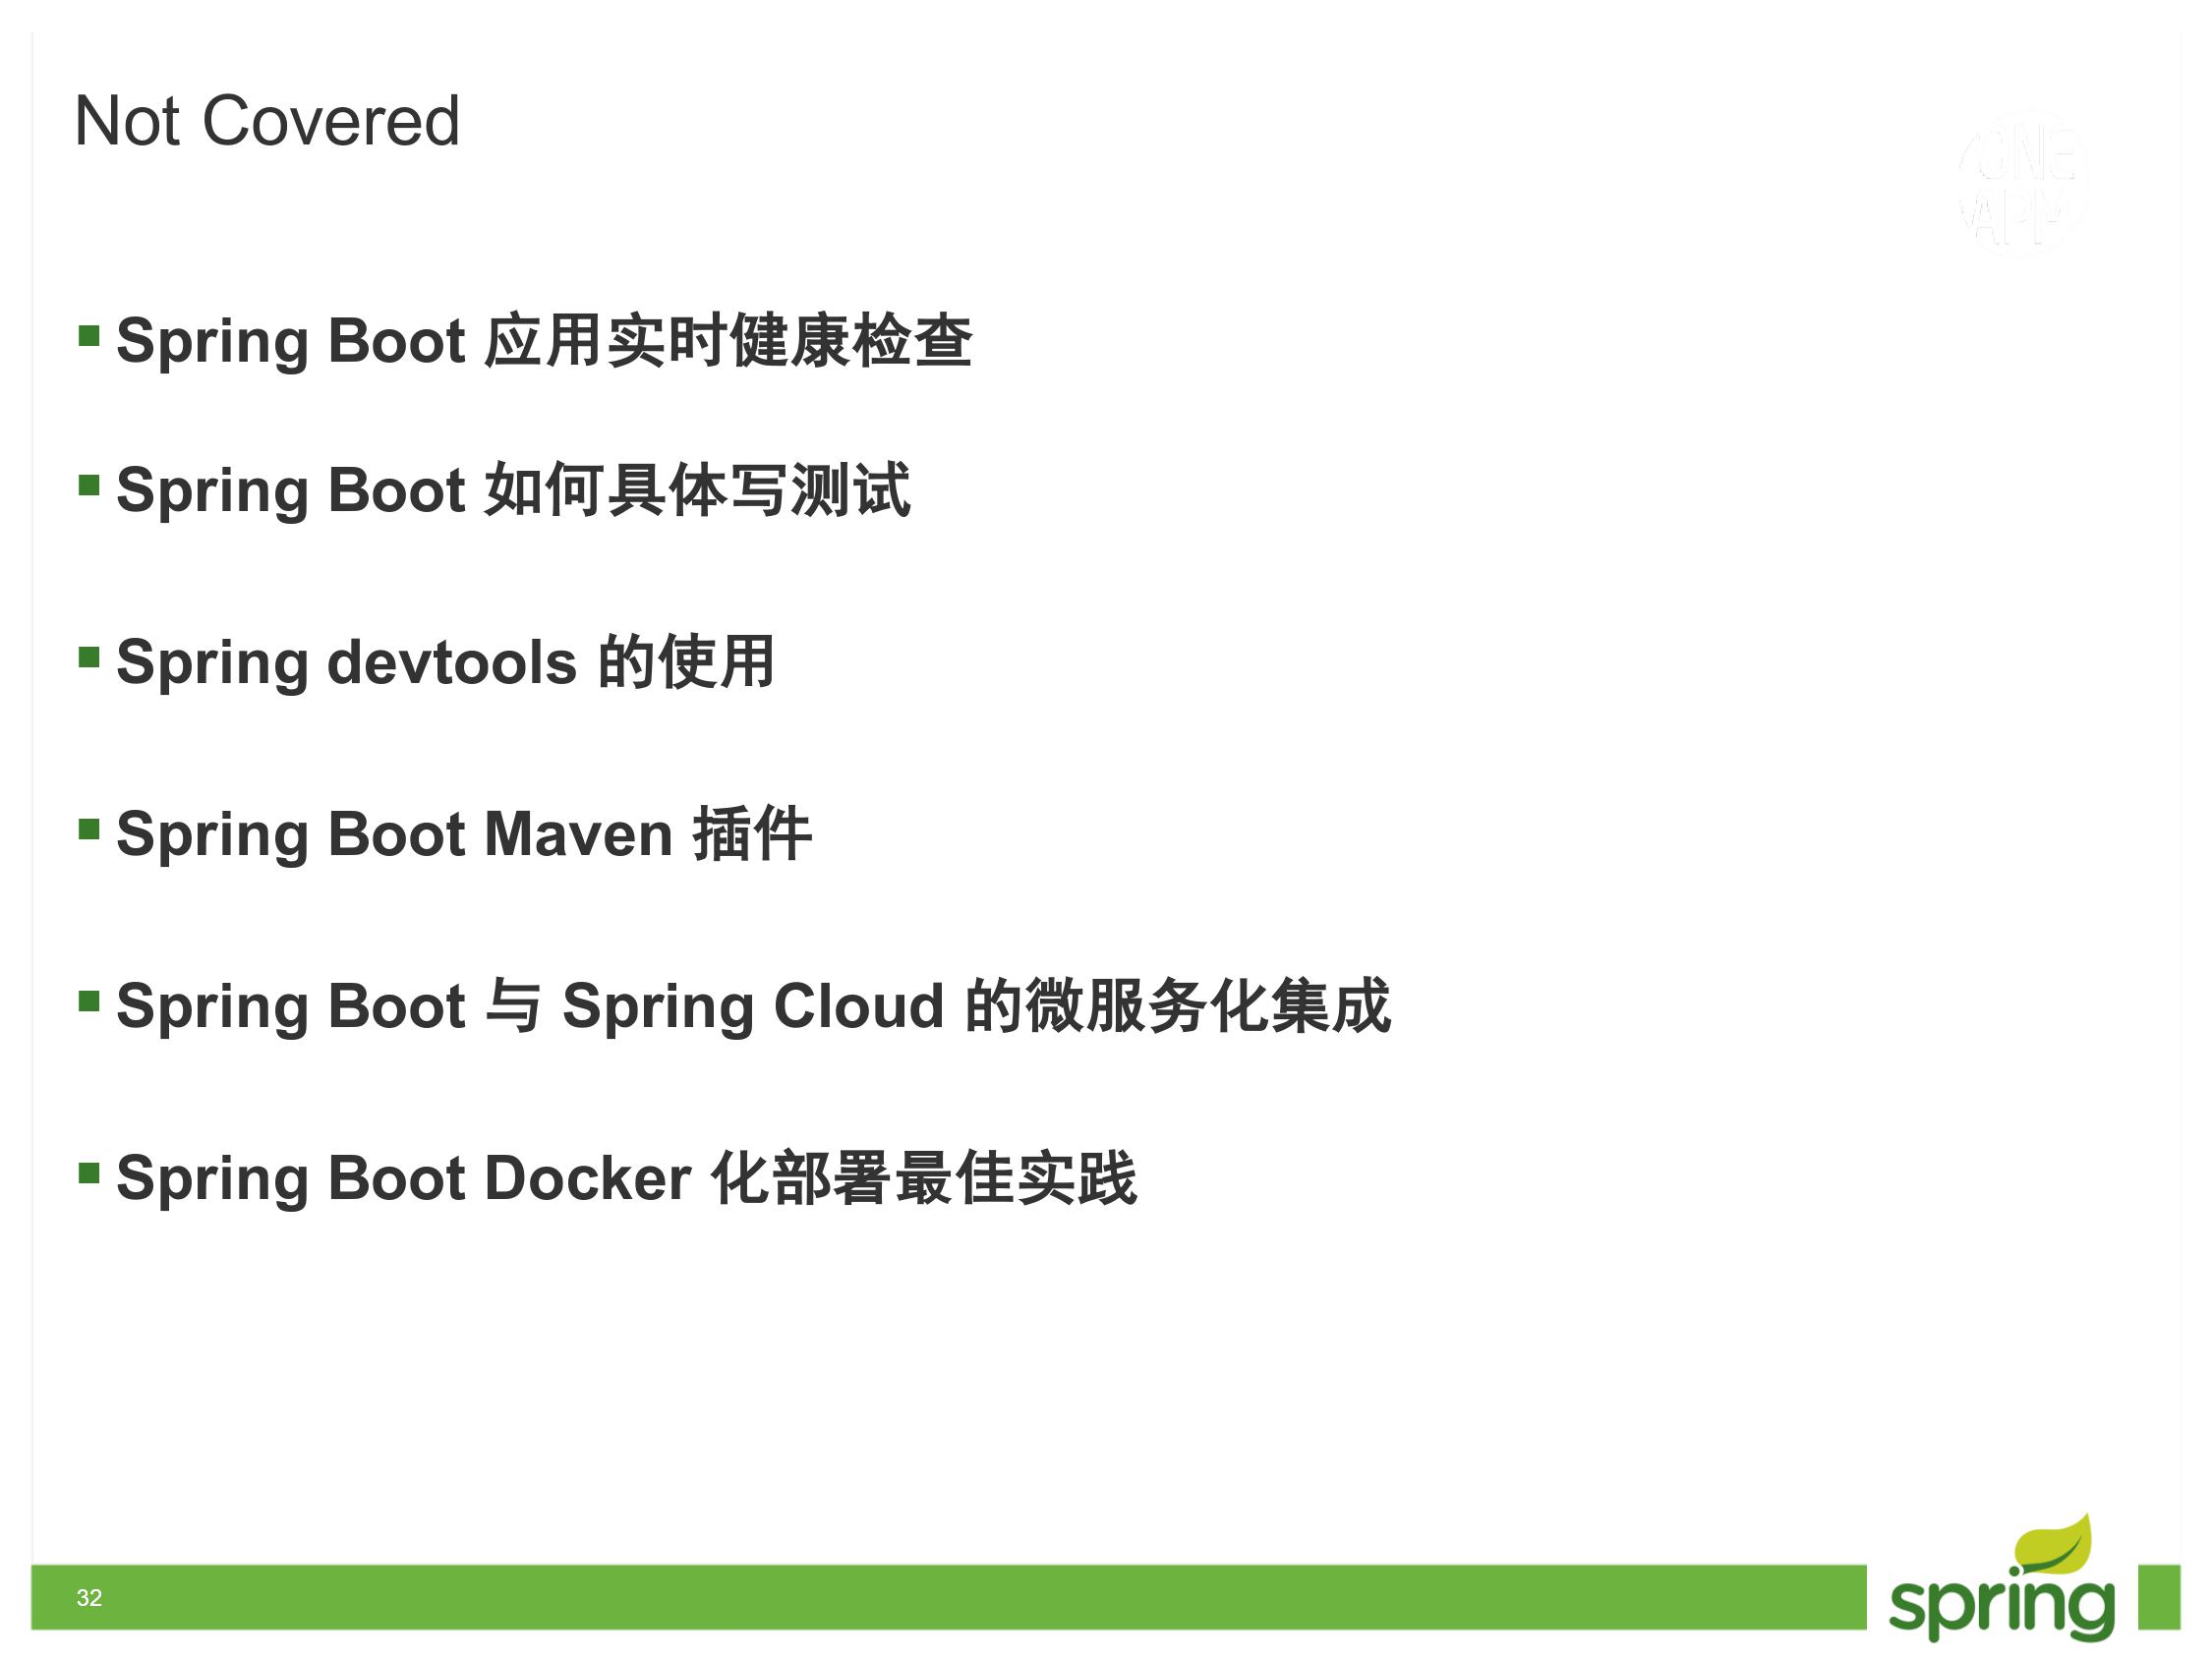 Not Covered
ONE
APM
Spring Boot 应用实时健康检查
Spring Boot 如何具体写测试
Spring devtools 的使用
Spring Boot Maven 插件
Spring Boot 与 Spring Cloud 的微服务化集成
Spring Boot Docker 化部署最佳实践
32
spring